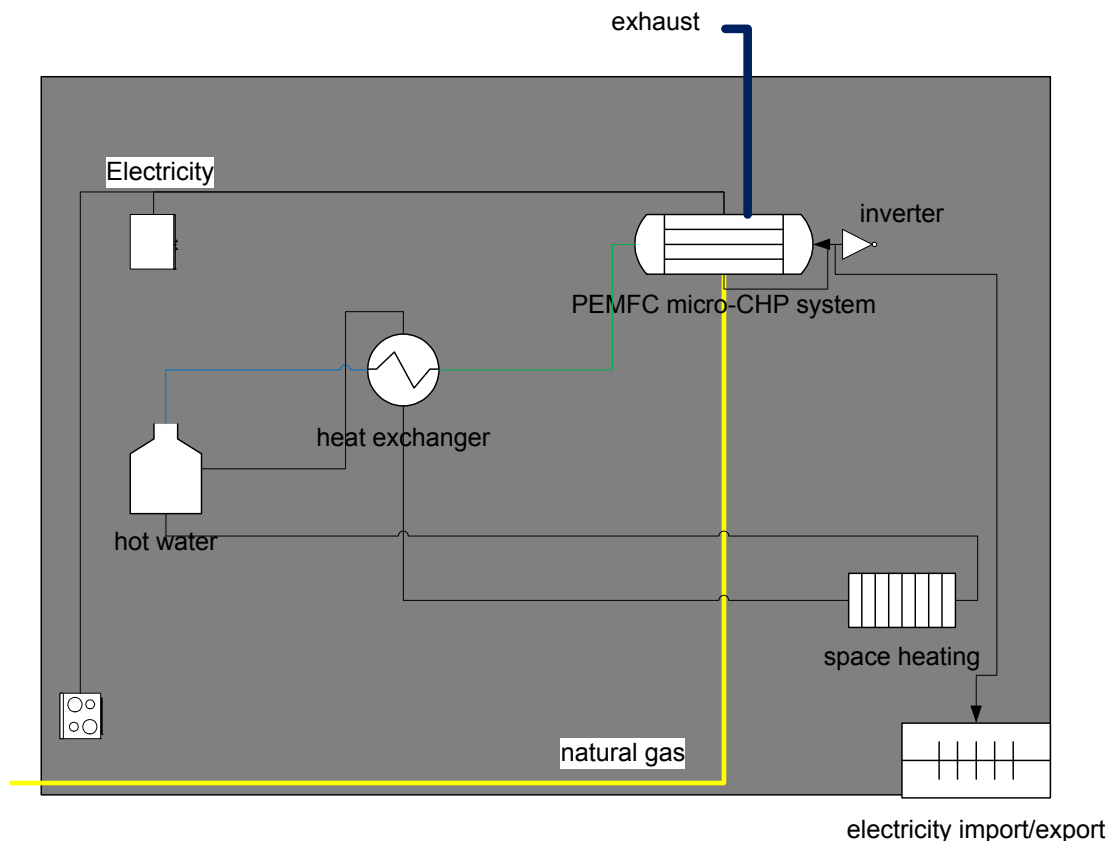 exhaust
Electricity
inverter
PEMFC micro-CHP system
heat exchanger
hot water
space heating
natural gas
electricity import/export